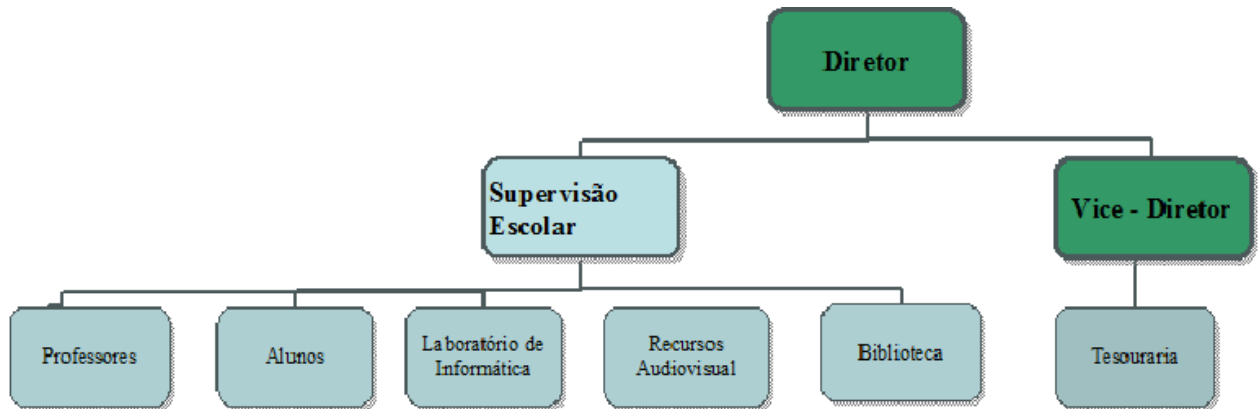 Diretor
Supervisão
Escolar
Vice - Diretor
Professores
Alunos
Laboratório de
Informática
Recursos
Audiovisual
Biblioteca
Tesouraria